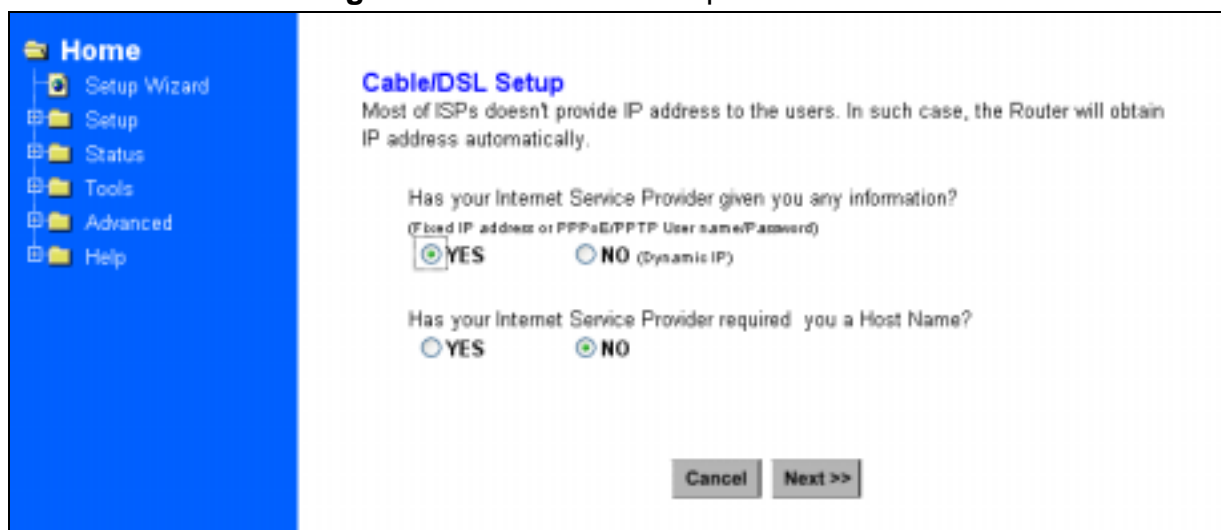 Home
Setup Wizard
Setup
Status
Tools
Advanced
Help
Cable/DSL Setup
Most of ISPs doesn't provide IP address to the users. In such case, the Router will obtain
IP address automatically.
Has your Internet Service Provider given you any information?
(Fixed IP address or PPPoE/PPTP User name/Password)
YES NO (Dynamic IP)
Has your Internet Service Provider required you a Host Name?
YES NO
Cancel Next >>